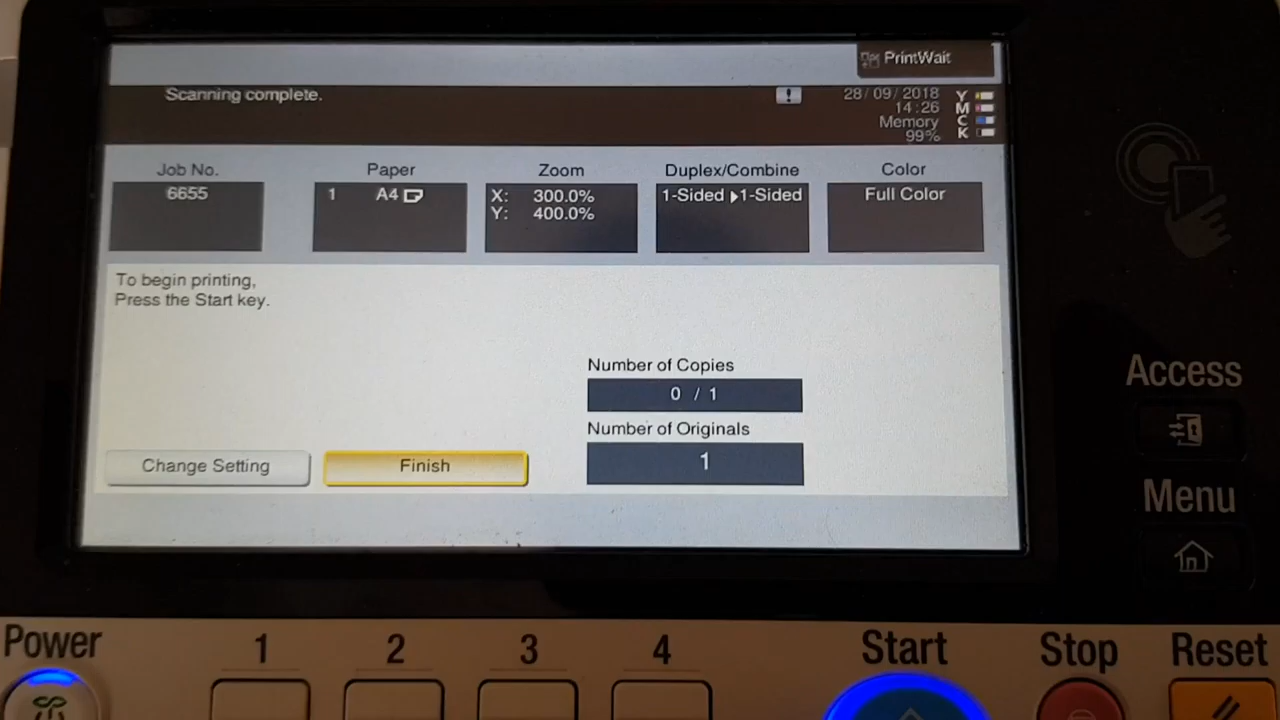 PrintWait
Scanning complete.
!
28/09/2018
14:26
Memory
99%
Y
M
C
K
Job No.
6655
Paper
1 A4
Zoom
X: 300.0%
Y: 400.0%
Duplex/Combine
1-Sided ▶1-Sided
Color
Full Color
To begin printing,
Press the Start key.
Number of Copies
0 / 1
Number of Originals
1
Change Setting
Finish
Access
Menu
Power
1
2
3
4
Start
Stop
Reset